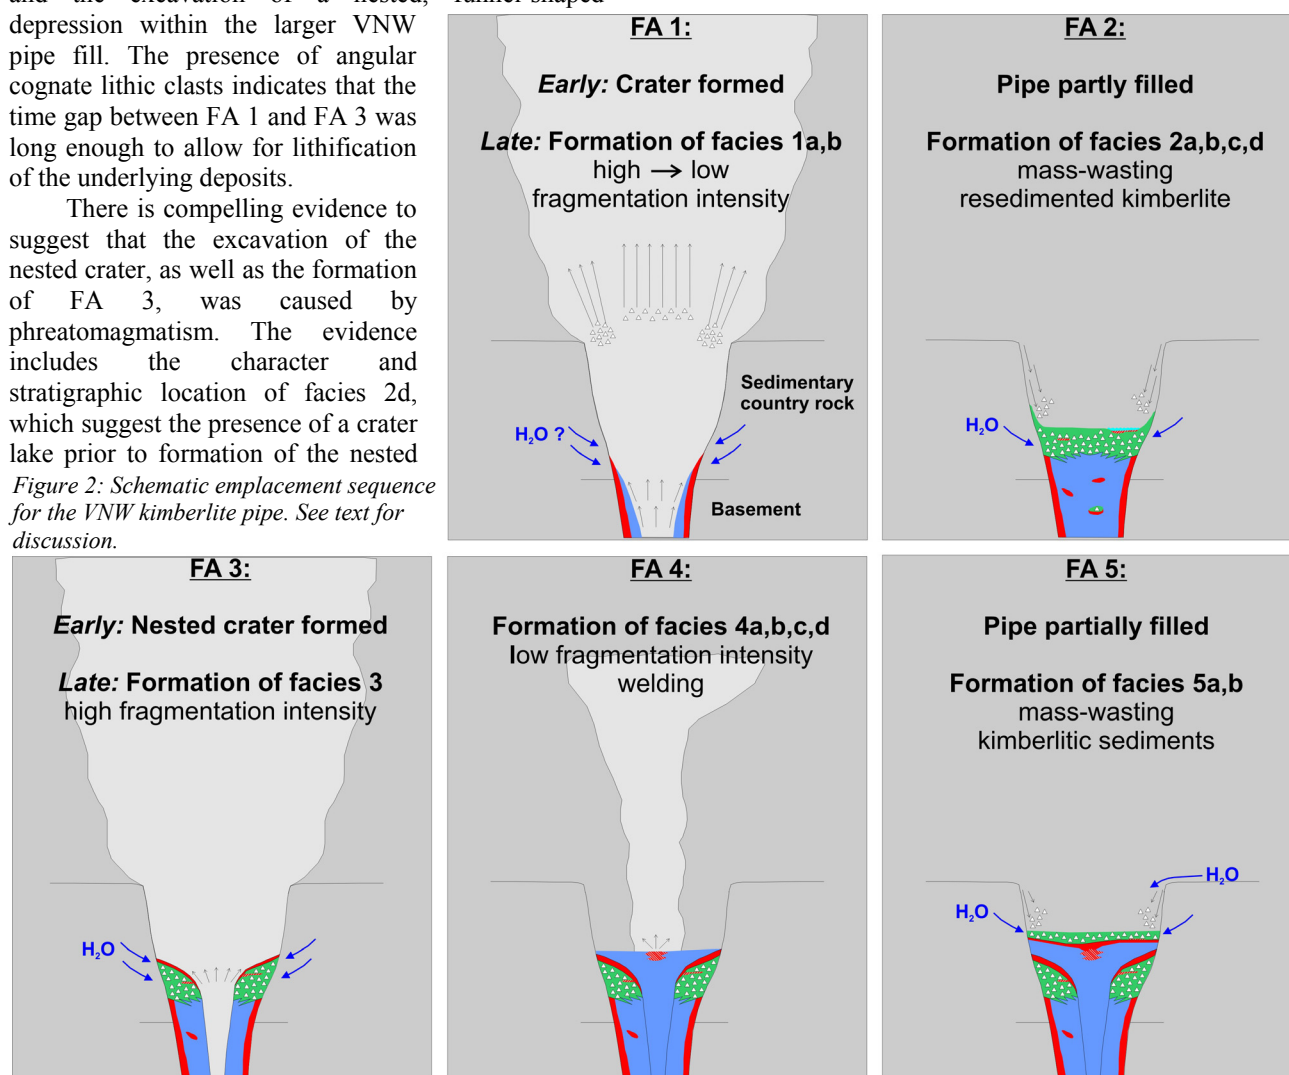 and the excavation of a nested, funnel-shaped
depression within the larger VNW
pipe fill. The presence of angular
cognate lithic clasts indicates that the
time gap between FA 1 and FA 3 was
long enough to allow for lithification
of the underlying deposits.
There is compelling evidence to
suggest that the excavation of the
nested crater, as well as the formation
of FA 3, was caused by
phreatomagmatism. The evidence
includes the character and
stratigraphic location of facies 2d,
which suggest the presence of a crater
lake prior to formation of the nested
Figure 2: Schematic emplacement sequence
for the VNW kimberlite pipe. See text for
discussion.
FA 1:
Early: Crater formed
Late: Formation of facies 1a,b
high → low
fragmentation intensity
Sedimentary
country rock
H₂O ?
Basement
FA 2:
Pipe partly filled
Formation of facies 2a,b,c,d
mass-wasting
resedimented kimberlite
H₂O
FA 3:
Early: Nested crater formed
Late: Formation of facies 3
high fragmentation intensity
H₂O
FA 4:
Formation of facies 4a,b,c,d
low fragmentation intensity
welding
FA 5:
Pipe partially filled
Formation of facies 5a,b
mass-wasting
kimberlitic sediments
H₂O
H₂O